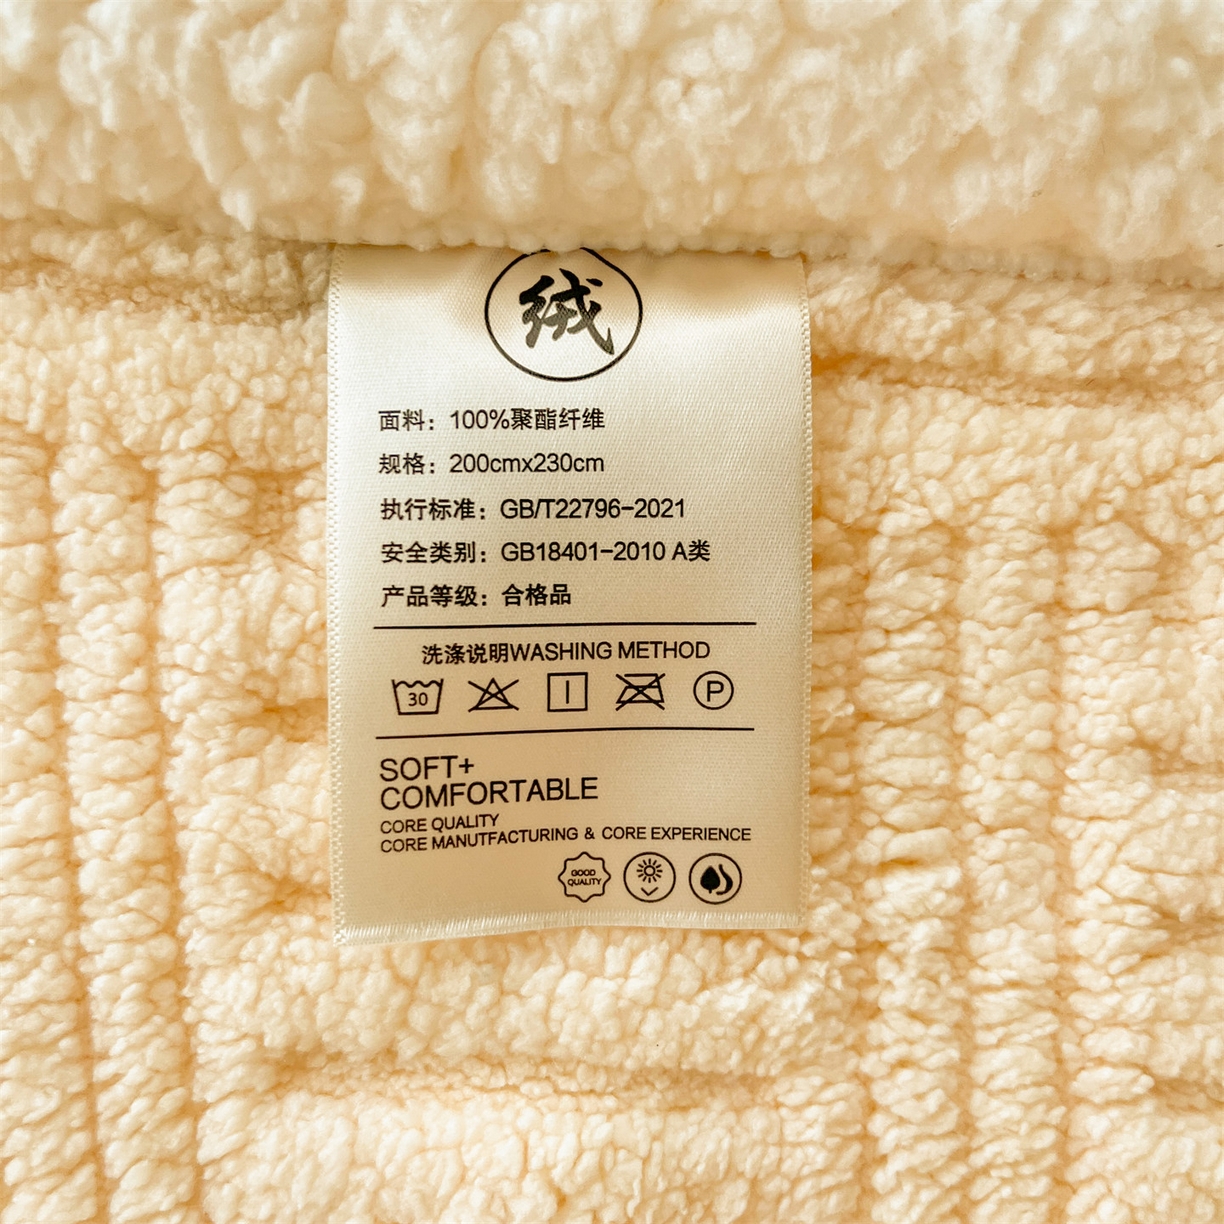 绒
面料：100%聚酯纤维
规格：200cmx230cm
执行标准：GB/T22796-2021
安全类别：GB18401-2010 A类
产品等级：合格品
洗涤说明WASHING METHOD
30 P
SOFT+
COMFORTABLE
CORE QUALITY
CORE MANUTFACTURING & CORE EXPERIENCE
GOOD
QUALITY